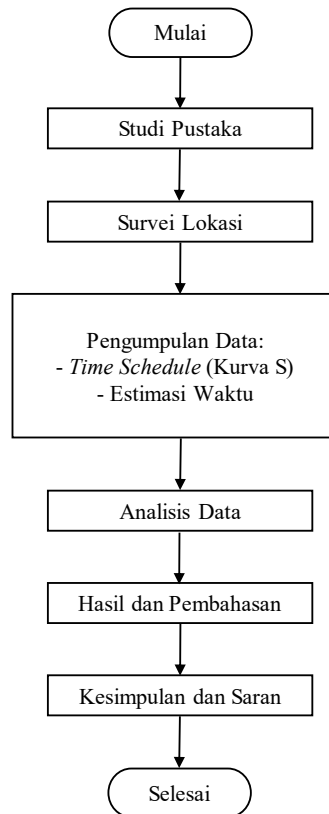 Mulai
Studi Pustaka
Survei Lokasi
Pengumpulan Data:
- Time Schedule (Kurva S)
- Estimasi Waktu
Analisis Data
Hasil dan Pembahasan
Kesimpulan dan Saran
Selesai